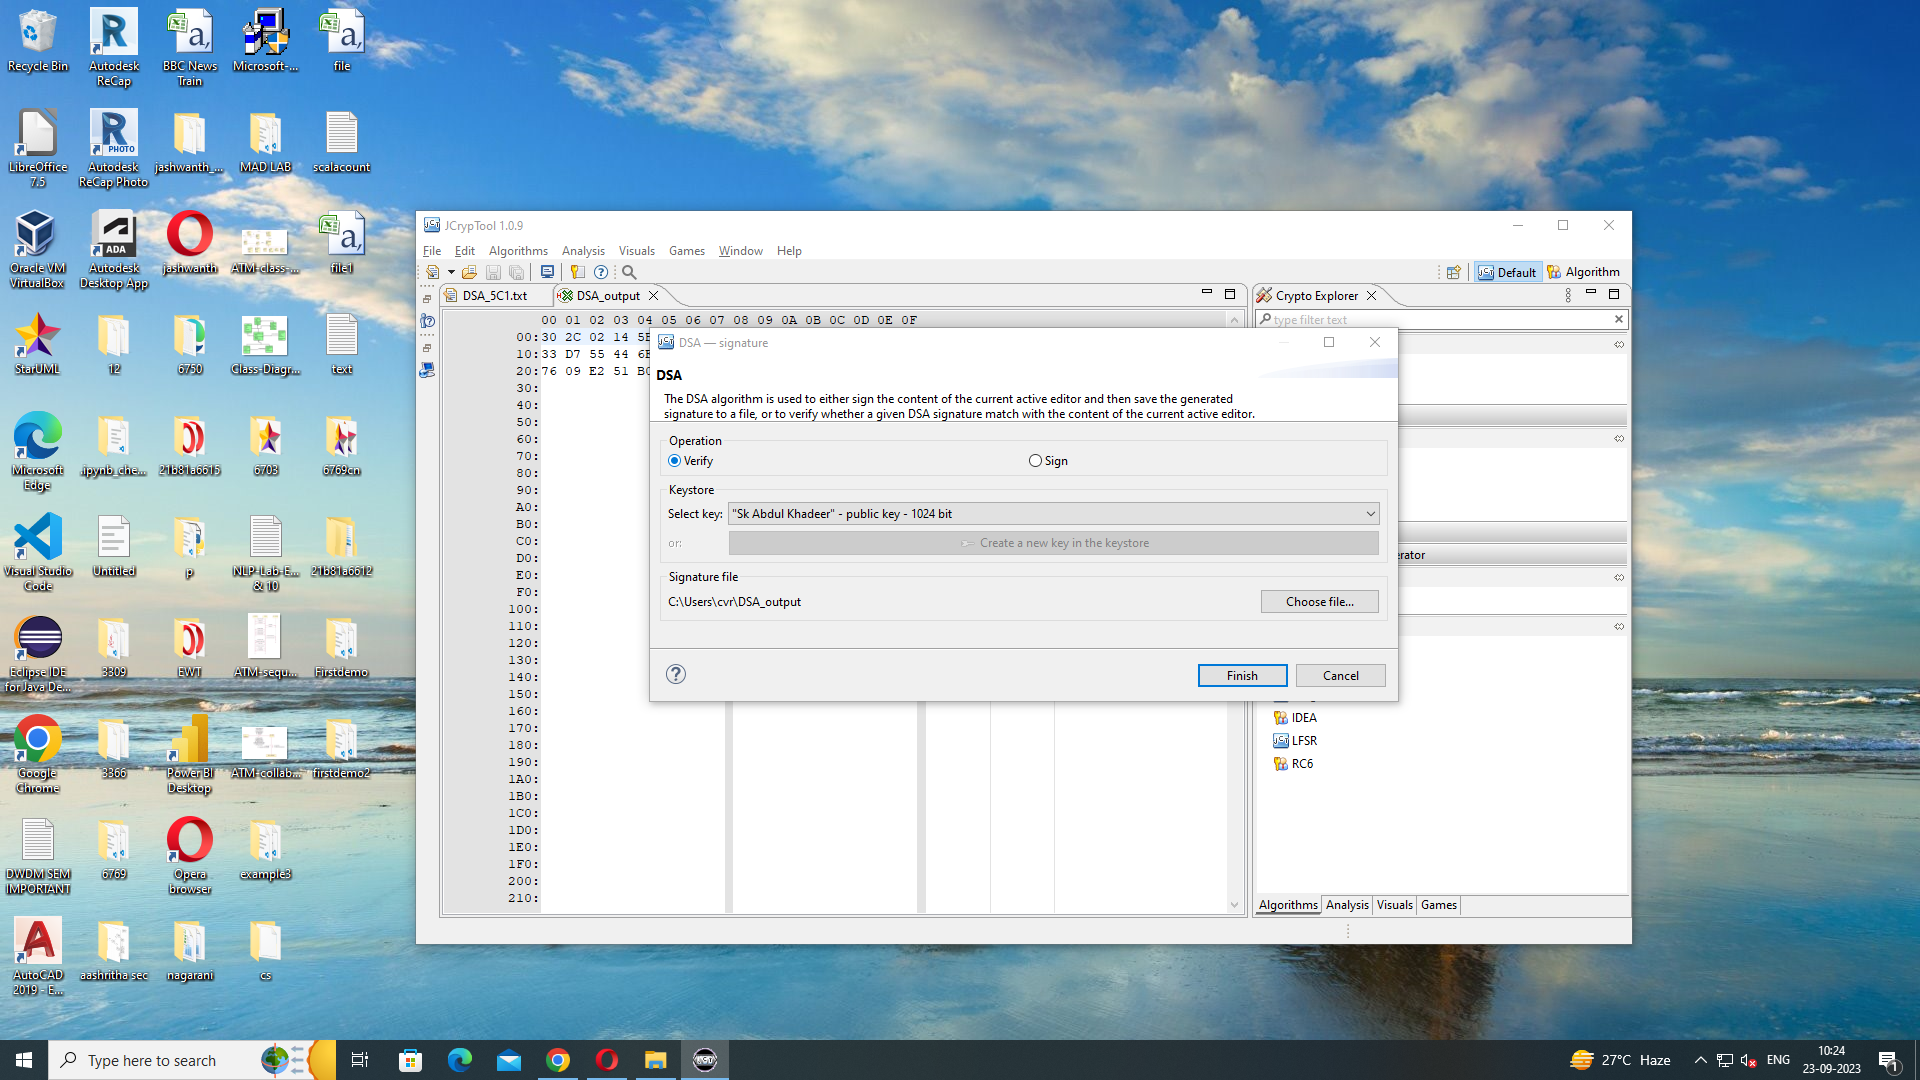 Recycle Bin
Autodesk
ReCap
BBC News
Train
Microsoft-...
file
LibreOffice
7.5
Autodesk
ReCap Photo
jashwanth_...
MAD LAB
scalacount
Oracle VM
VirtualBox
Autodesk
Desktop App
jashwanth
ATM-class-...
file1
StarUML
12
6750
Class-Diagr...
text
Microsoft
Edge
.ipynb_che...
21b81a6615
6703
6769cn
Visual Studio
Code
Untitled
p
NLP-Lab-E...
& 10
21b81a6612
Eclipse IDE
for Java De...
3309
EWT
ATM-sequ...
Firstdemo
Google
Chrome
3366
Power BI
Desktop
ATM-collab...
firstdemo2
DWDM SEM
IMPORTANT
6769
Opera
browser
example3
AutoCAD
2019 - E...
aashritha sec
nagarani
cs
JCrypTool 1.0.9
File Edit Algorithms Analysis Visuals Games Window Help
Default
Algorithm
DSA_5C1.txt
DSA_output
Crypto Explorer
type filter text
00 01 02 03 04 05 06 07 08 09 0A 0B 0C 0D 0E 0F
00: 30 2C 02 14
10: 33 D7 55 44
20: 76 09 E2 51
30:
40:
50:
60:
70:
80:
90:
A0:
B0:
C0:
D0:
E0:
F0:
100:
110:
120:
130:
140:
150:
160:
170:
180:
190:
1A0:
1B0:
1C0:
1D0:
1E0:
1F0:
200:
210:
DSA — signature
DSA
The DSA algorithm is used to either sign the content of the current active editor and then save the generated
signature to a file, or to verify whether a given DSA signature match with the content of the current active editor.
Operation
Verify
Sign
Keystore
Select key: "Sk Abdul Khadeer" - public key - 1024 bit
or: Create a new key in the keystore
Signature file
C:\Users\cvr\DSA_output
Choose file...
Finish
Cancel
IDEA
LFSR
RC6
Algorithms Analysis Visuals Games
Type here to search
27°C Haze
ENG
10:24
23-09-2023
1